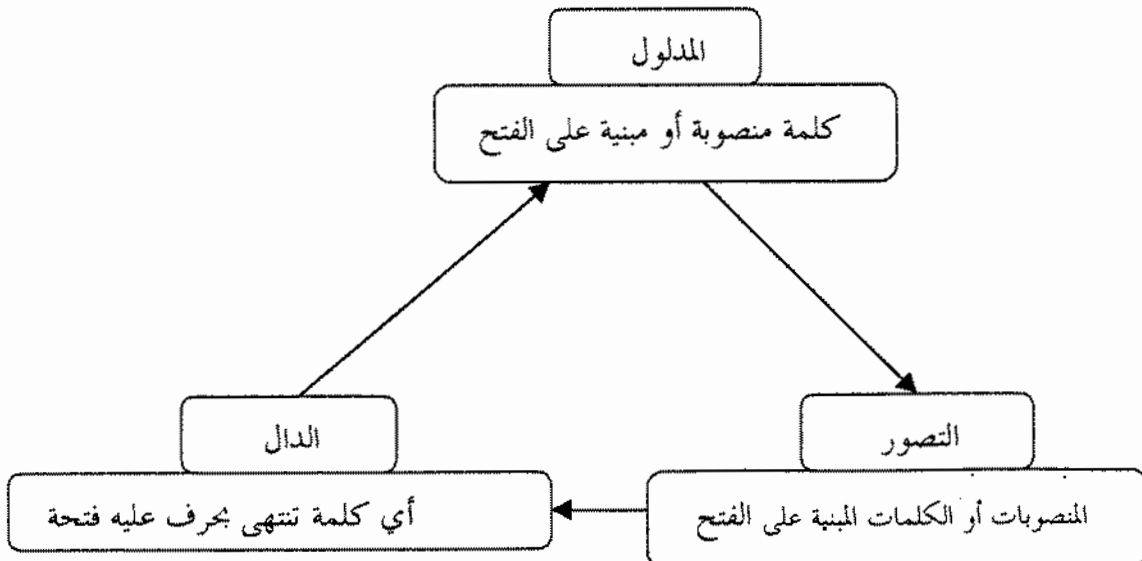 المدلول
كلمة منصوبة أو مبنية على الفتح
التصور
المنصوبات أو الكلمات المبنية على الفتح
الدال
أي كلمة تنتهى بحرف عليه فتحة